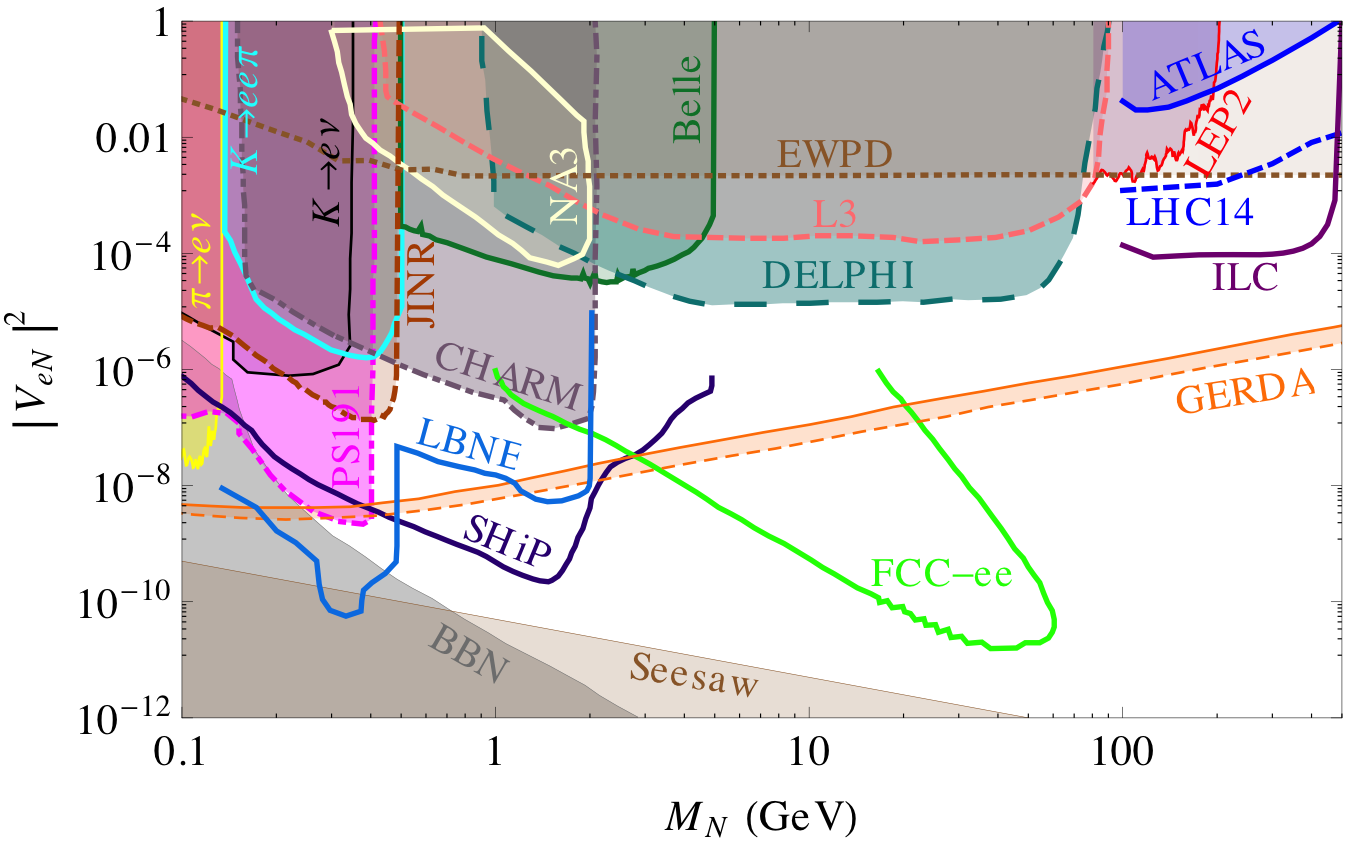 1
0.01
10−4
10−6
10−8
10−10
10−12
|VeN|2
0.1
1
10
100
MN (GeV)
π→eν
K→eeπ
K→eν
NA3
Belle
EWPD
L3
DELPHI
ATLAS
LEP2
LHC14
ILC
JINR
CHARM
PS191
LBNE
SHiP
GERDA
FCC−ee
BBN
Seesaw